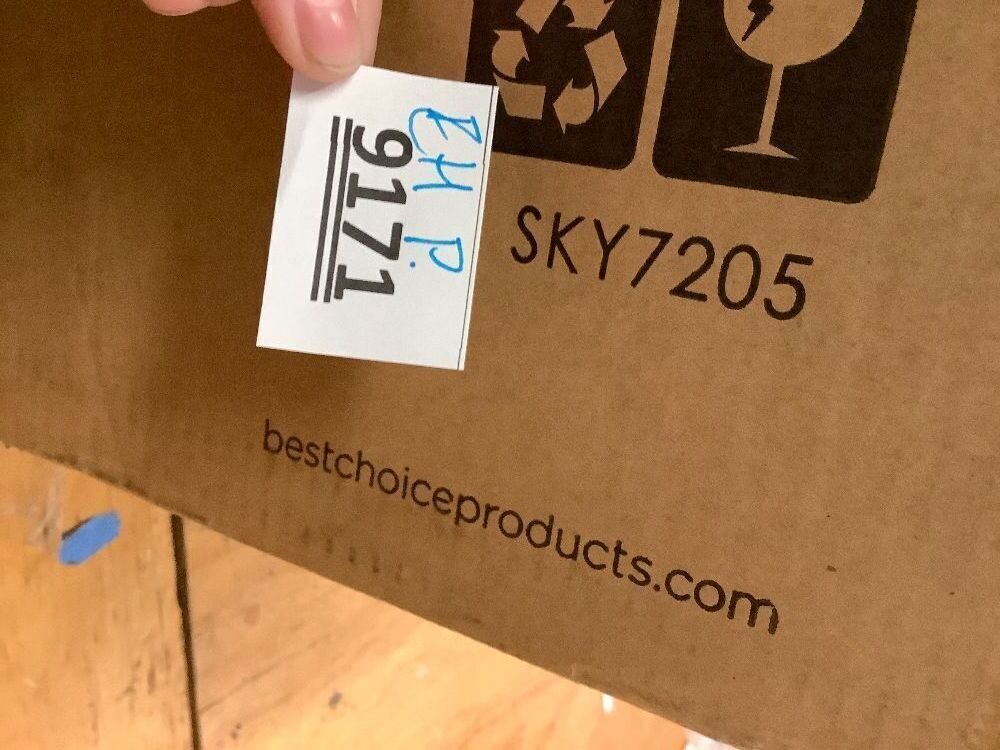 EH P.
9171
SKY7205
bestchoiceproducts.com